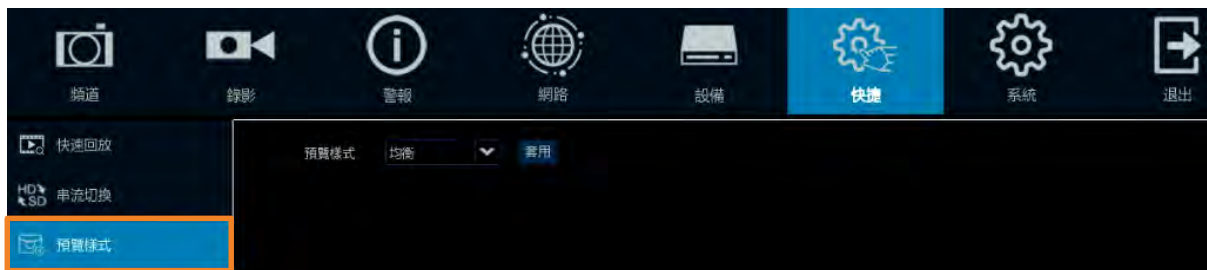 頻道 錄影 警報 網路 設備 快捷 系統 退出
快速回放
預覽樣式 均衡 套用
HD SD 串流切換
預覽樣式